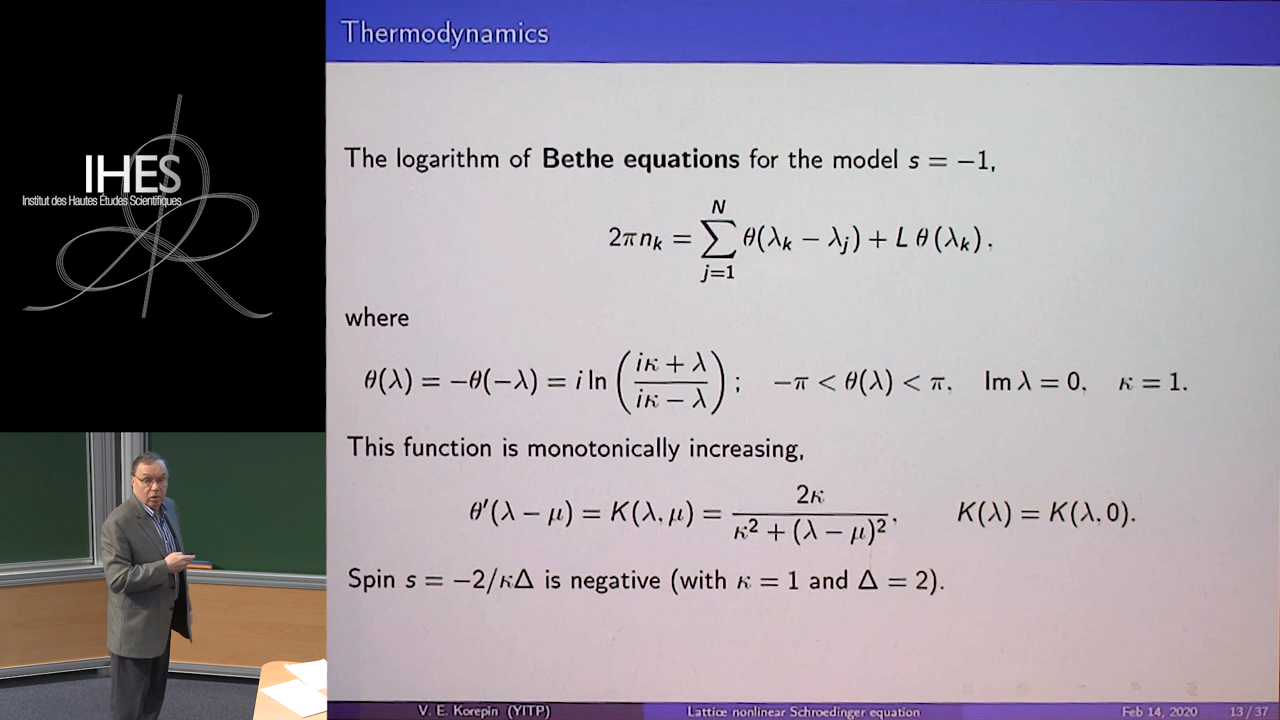 Thermodynamics
IHES
Institut des Hautes Études Scientifiques
The logarithm of Bethe equations for the model s = −1,
2πn_k = ∑_{j=1}^{N} θ(λ_k − λ_j) + L θ(λ_k).
where
θ(λ) = −θ(−λ) = i ln ( (iκ + λ) / (iκ − λ) ) ; −π < θ(λ) < π, Im λ = 0, κ = 1.
This function is monotonically increasing,
θ′(λ − μ) = K(λ, μ) = 2κ / (κ² + (λ − μ)²), K(λ) = K(λ, 0).
Spin s = −2/κΔ is negative (with κ = 1 and Δ = 2).
V. E. Korepin (YITP) Lattice nonlinear Schroedinger equation Feb 14, 2020 13 / 37